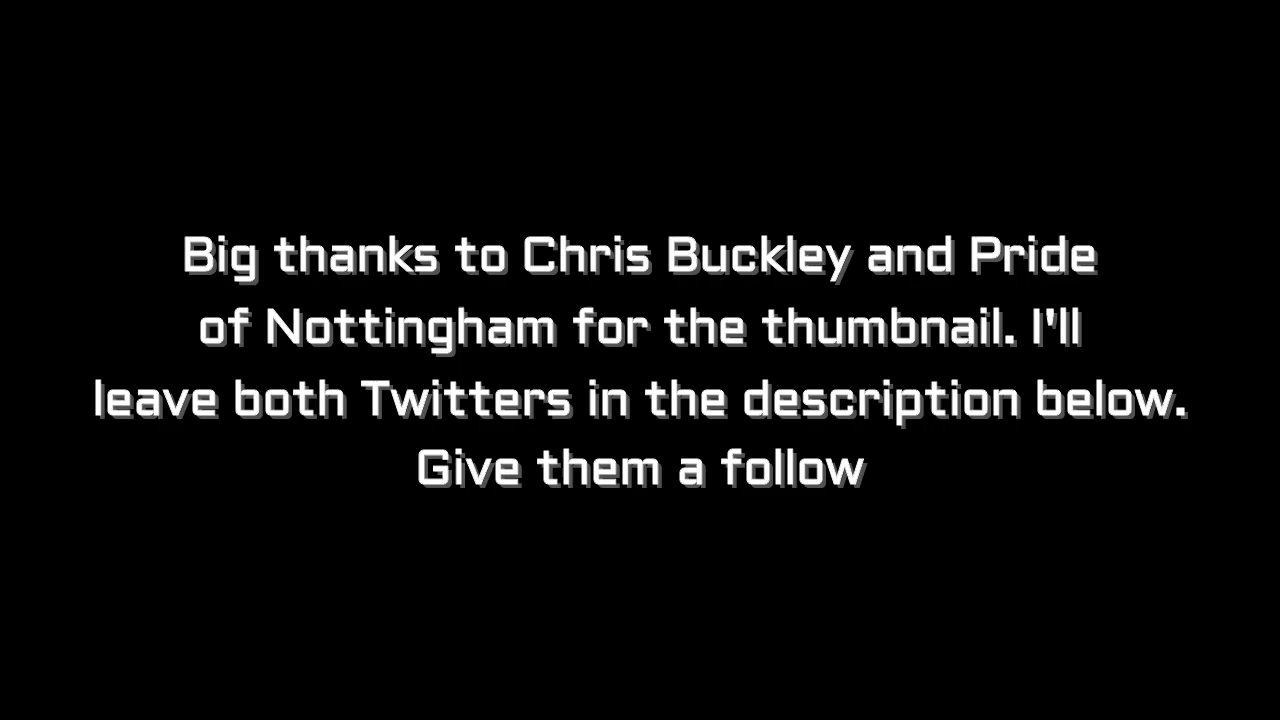 Big thanks to Chris Buckley and Pride
of Nottingham for the thumbnail. I'll
leave both Twitters in the description below.
Give them a follow